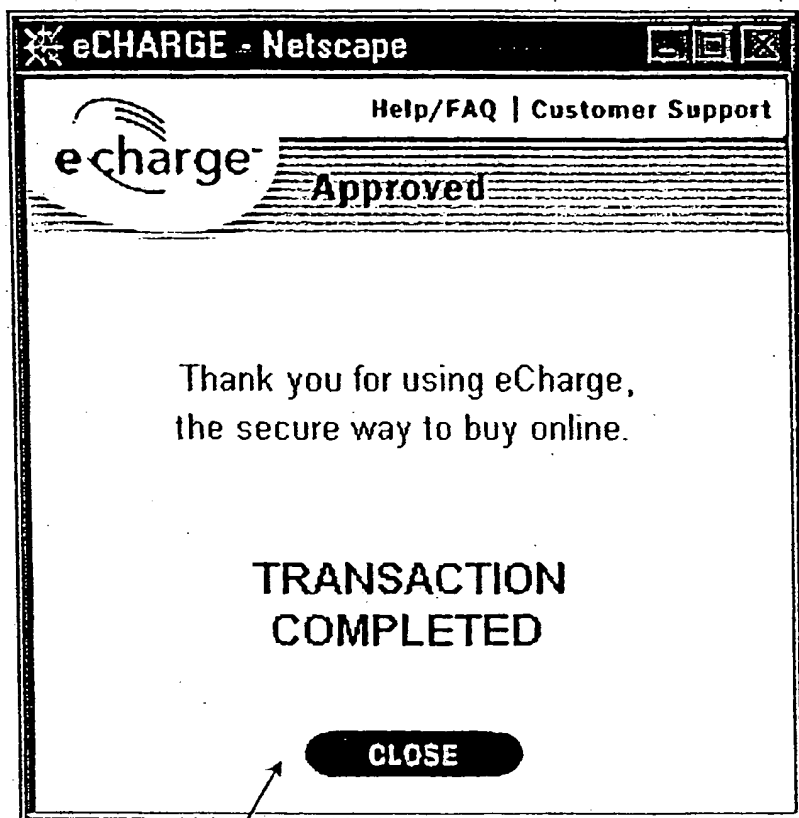 eCHARGE - Netscape
Help/FAQ | Customer Support
echarge
Approved
Thank you for using eCharge,
the secure way to buy online.
TRANSACTION
COMPLETED
CLOSE